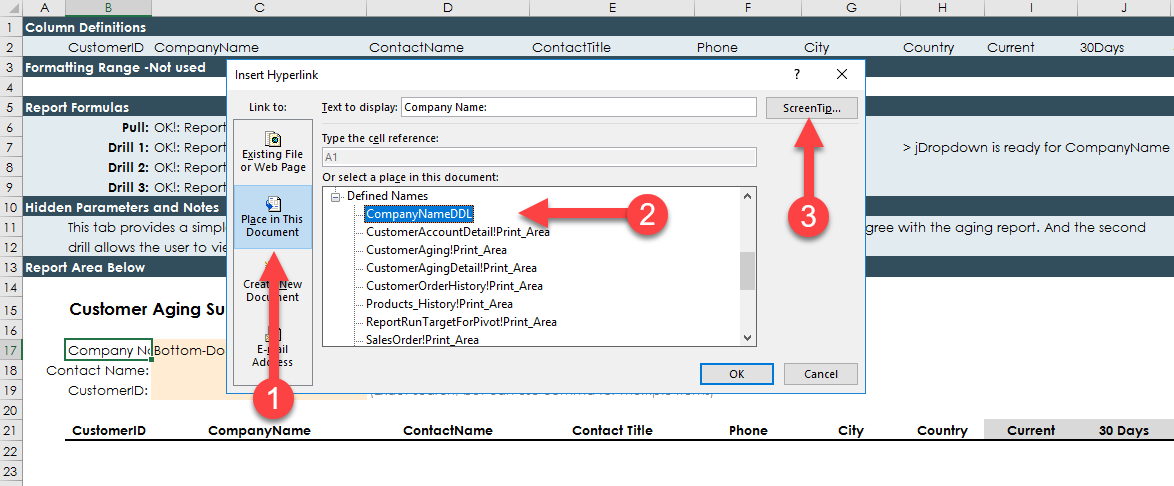 A B C D E F G H I J
1 Column Definitions
2 CustomerID CompanyName ContactName ContactTitle Phone City Country Current 30Days
3 Formatting Range -Not used
4
5 Report Formulas
6 Pull: OK!: Report
7 Drill 1: OK!: Report > jDropdown is ready for CompanyName
8 Drill 2: OK!: Report
9 Drill 3: OK!: Report
10 Hidden Parameters and Notes
11 This tab provides a simple gree with the aging report. And the second
12 drill allows the user to vie
13 Report Area Below
14
15 Customer Aging Su
16
17 Company Na Bottom-Do
18 Contact Name:
19 CustomerID:
20
21 CustomerID CompanyName ContactName Contact Title Phone City Country Current 30 Days
22
23
Insert Hyperlink ?
Link to: Text to display: Company Name: ScreenTip...
Existing File
or Web Page
Place in This
Document
Create New
Document
E-mail
Address
Type the cell reference:
A1
Or select a place in this document:
Defined Names
CompanyNameDDL
CustomerAccountDetail!Print_Area
CustomerAging!Print_Area
CustomerAgingDetail!Print_Area
CustomerOrderHistory!Print_Area
Products_History!Print_Area
ReportRunTargetForPivot!Print_Area
SalesOrder!Print_Area
OK Cancel
1
2
3